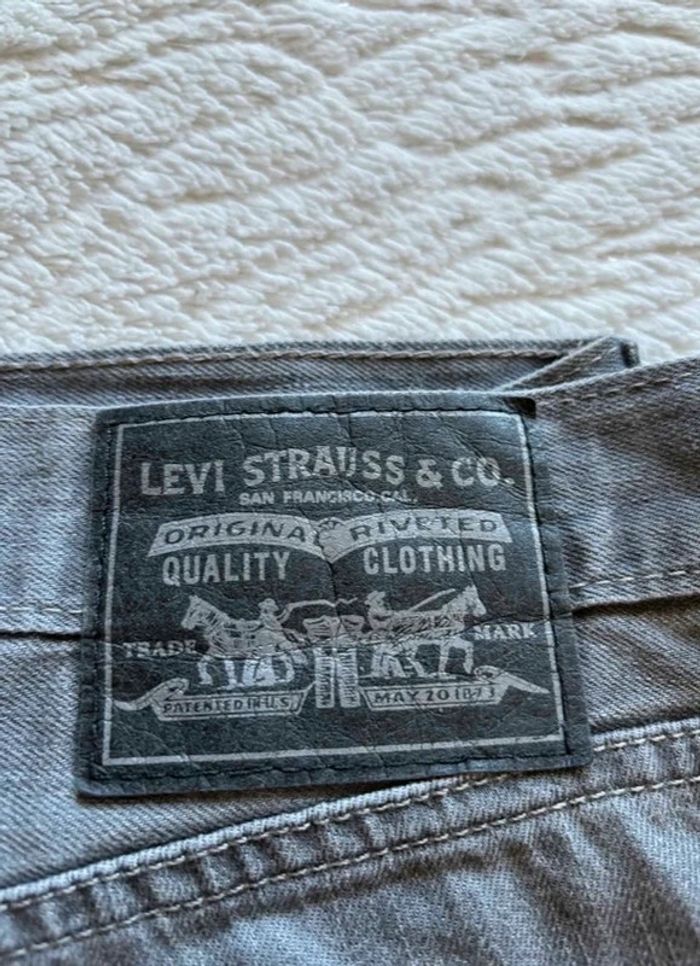 LEVI STRAUSS & CO.
SAN FRANCISCO, CAL.
ORIGINAL RIVETED
QUALITY CLOTHING
TRADE MARK
PATENTED IN U.S. MAY 20 1873